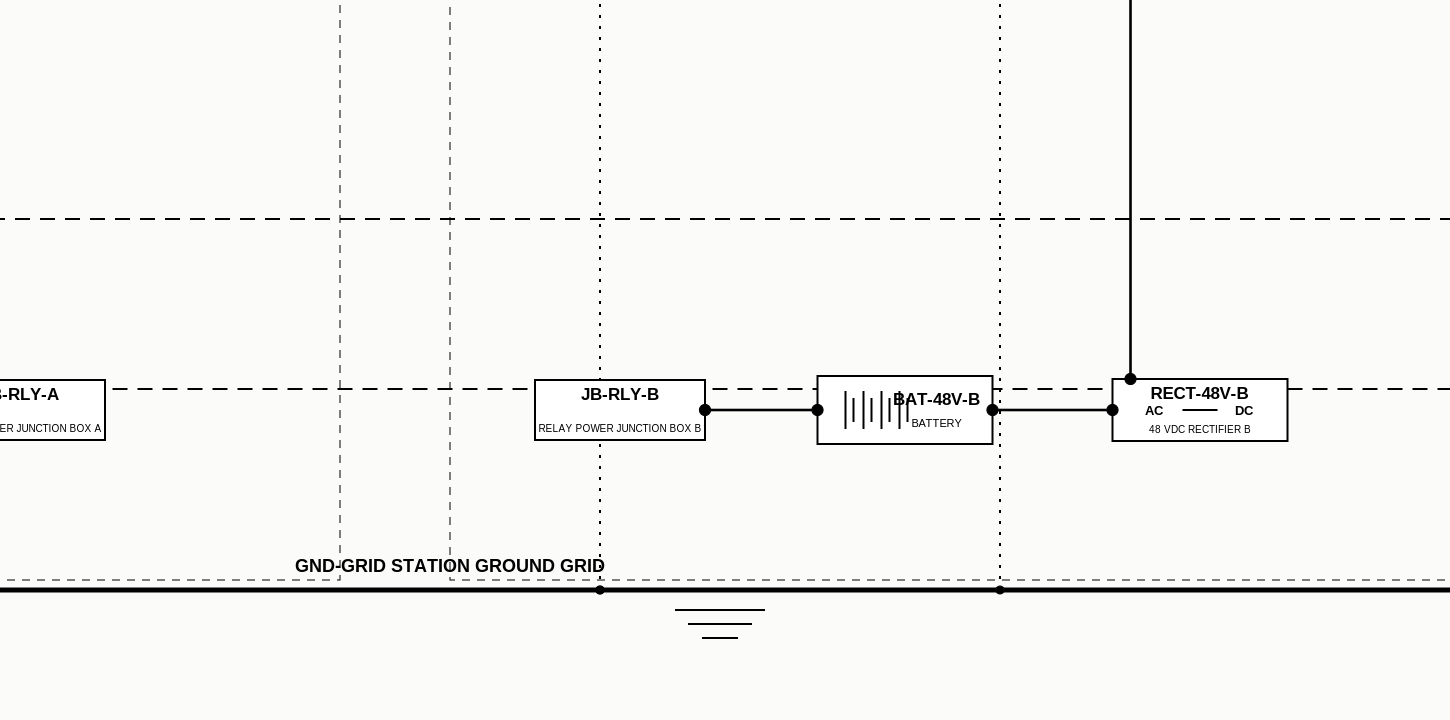 -RLY-A
ER JUNCTION BOX A
JB-RLY-B
RELAY POWER JUNCTION BOX B
BAT-48V-B
BATTERY
RECT-48V-B
AC DC
48 VDC RECTIFIER B
GND-GRID STATION GROUND GRID